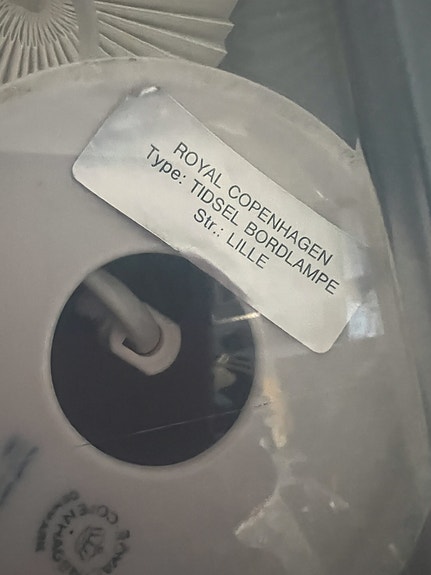 ROYAL COPENHAGEN
Type: TIDSEL BORDLAMPE
Str.: LILLE